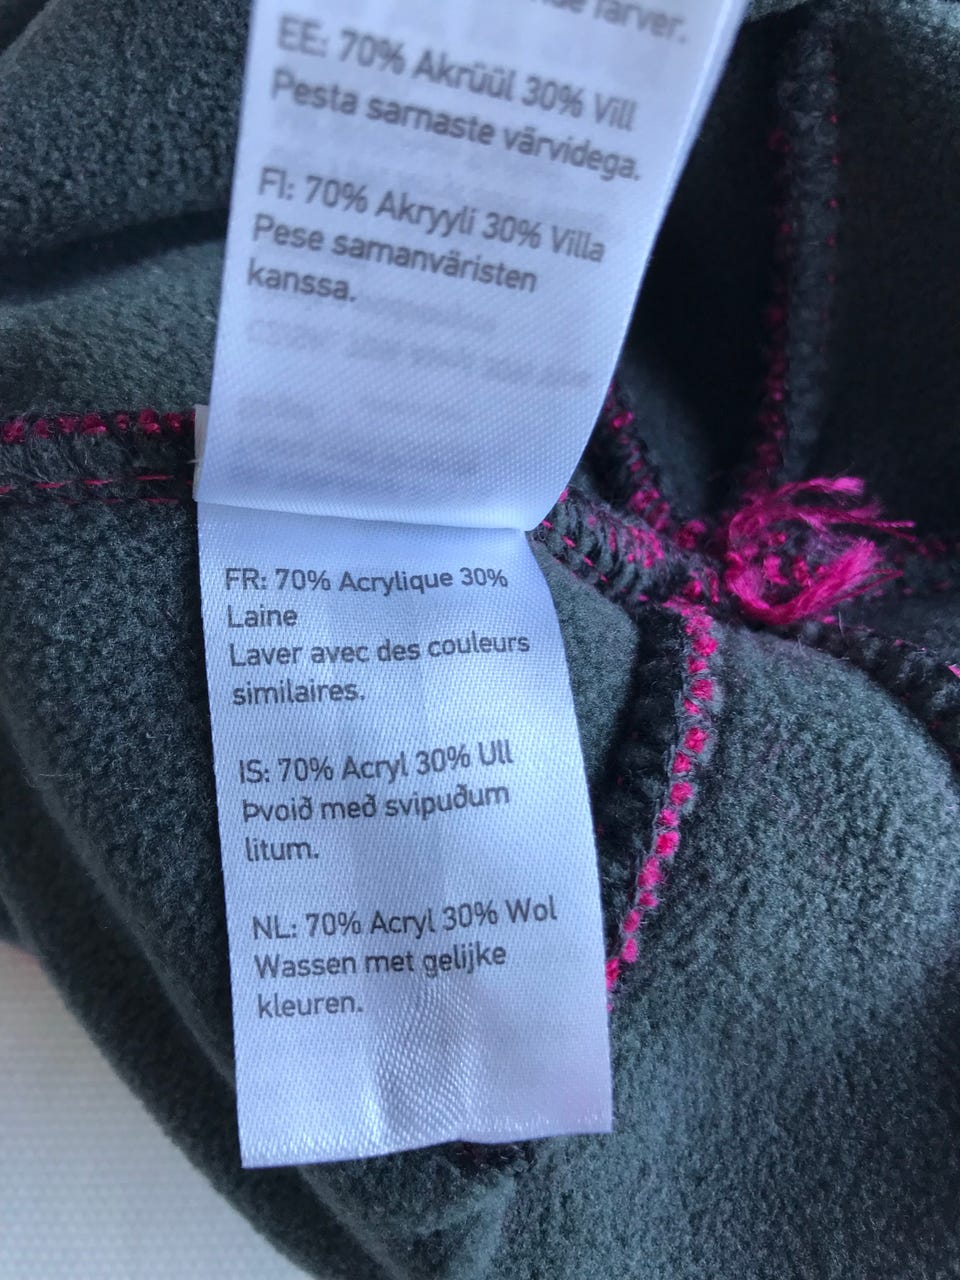 farver.
EE: 70% Akrüül 30% Vill
Pesta sarnaste värvidega.
FI: 70% Akryyli 30% Villa
Pese samanväristen
kanssa.
FR: 70% Acrylique 30%
Laine
Laver avec des couleurs
similaires.
IS: 70% Acryl 30% Ull
Þvoið með svipuðum
litum.
NL: 70% Acryl 30% Wol
Wassen met gelijke
kleuren.